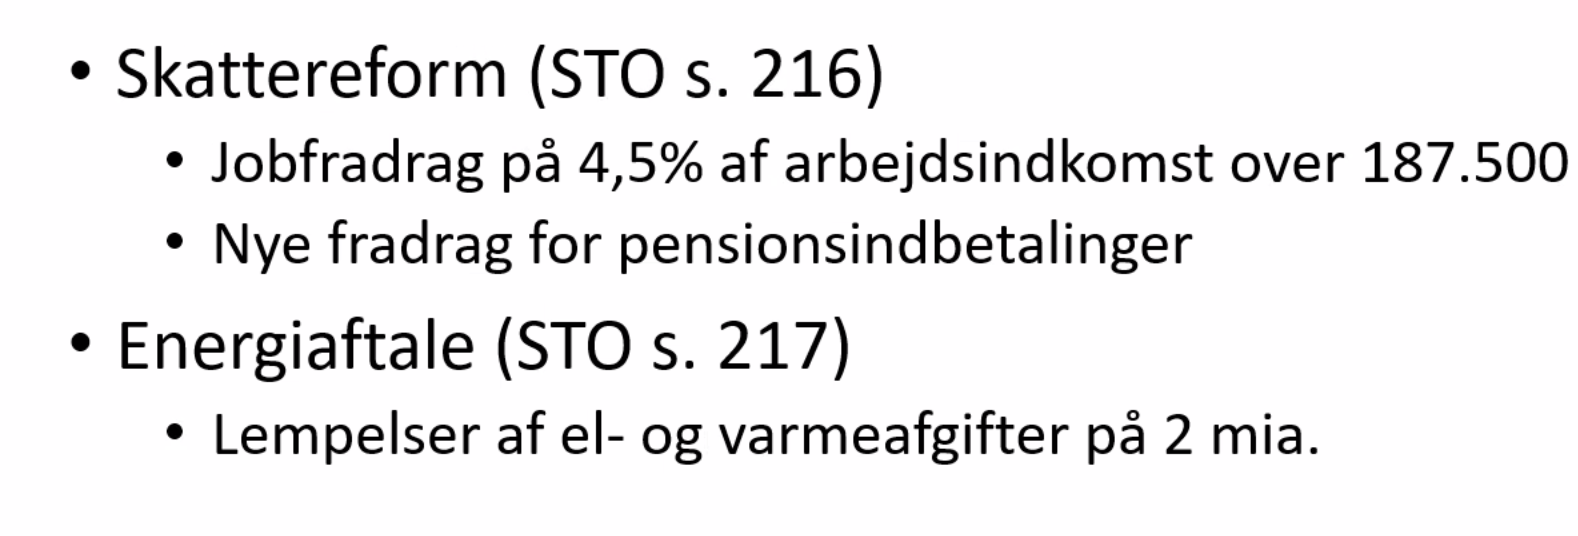 • Skattereform (STO s. 216)
• Jobfradrag på 4,5% af arbejdsindkomst over 187.500
• Nye fradrag for pensionsindbetalinger
• Energiaftale (STO s. 217)
• Lempelser af el- og varmeafgifter på 2 mia.